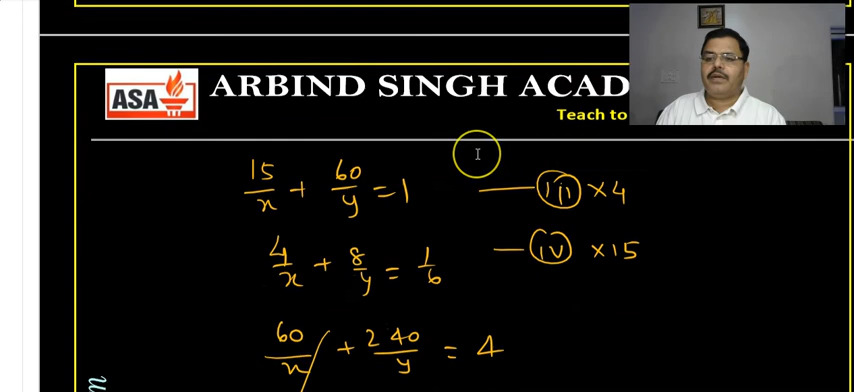 ASA
ARBIND SINGH ACAD
Teach to
15/x + 60/y = 1 —— (iii) × 4
4/x + 8/y = 1/6 — (iv) × 15
60/x + 240/y = 4